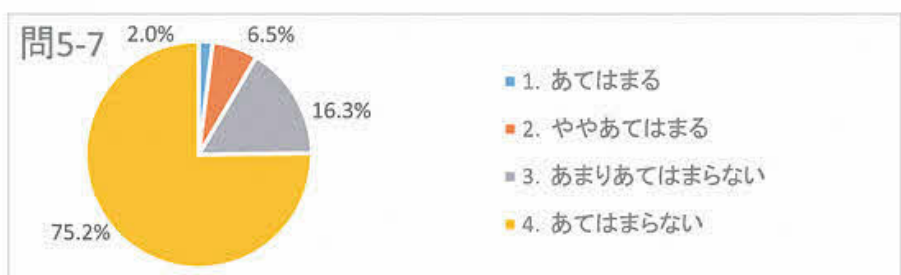 問5-7
2.0%
6.5%
16.3%
75.2%
1. あてはまる
2. ややあてはまる
3. あまりあてはまらない
4. あてはまらない